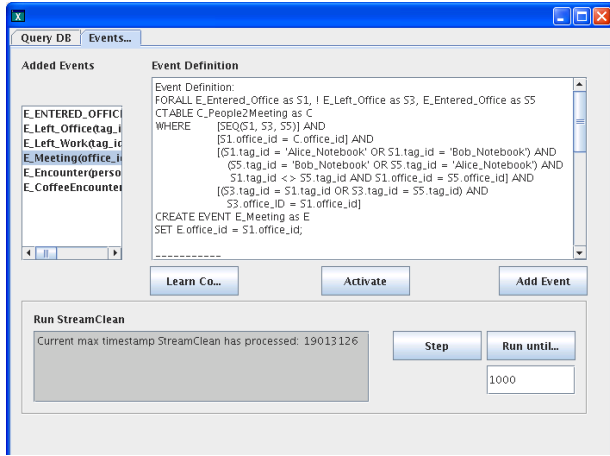 X
Query DB
Events...
Added Events
Event Definition
E_ENTERED_OFFIC
E_Left_Office(tag_i
E_Left_Work(tag_id
E_Meeting(office_i
E_Encounter(perso
E_CoffeeEncounter
Event Definition:
FORALL E_Entered_Office as S1, ! E_Left_Office as S3, E_Entered_Office as S5
CTABLE C_People2Meeting as C
WHERE [SEQ(S1, S3, S5)] AND
[S1.office_id = C.office_id] AND
[(S1.tag_id = 'Alice_Notebook' OR S1.tag_id = 'Bob_Notebook') AND
(S5.tag_id = 'Bob_Notebook' OR S5.tag_id = 'Alice_Notebook') AND
S1.tag_id <> S5.tag_id AND S1.office_id = S5.office_id] AND
[(S3.tag_id = S1.tag_id OR S3.tag_id = S5.tag_id) AND
S3.office_ID = S1.office_id]
CREATE EVENT E_Meeting as E
SET E.office_id = S1.office_id;
___________
Learn Co...
Activate
Add Event
Run StreamClean
Current max timestamp StreamClean has processed: 19013126
Step
Run until...
1000